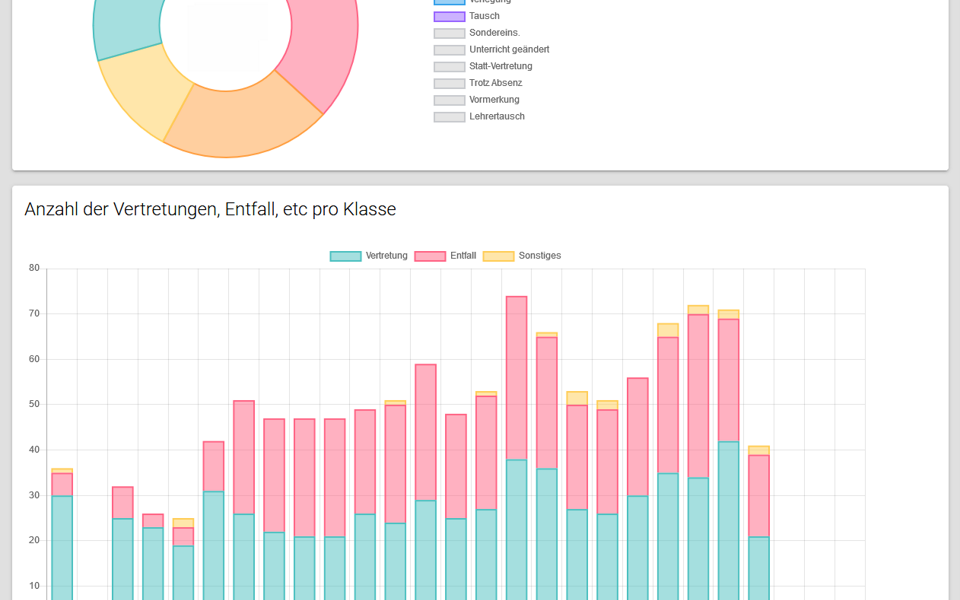 Verlegung
Tausch
Sondereins.
Unterricht geändert
Statt-Vertretung
Trotz Absenz
Vormerkung
Lehrertausch
Anzahl der Vertretungen, Entfall, etc pro Klasse
Vertretung Entfall Sonstiges
80
70
60
50
40
30
20
10